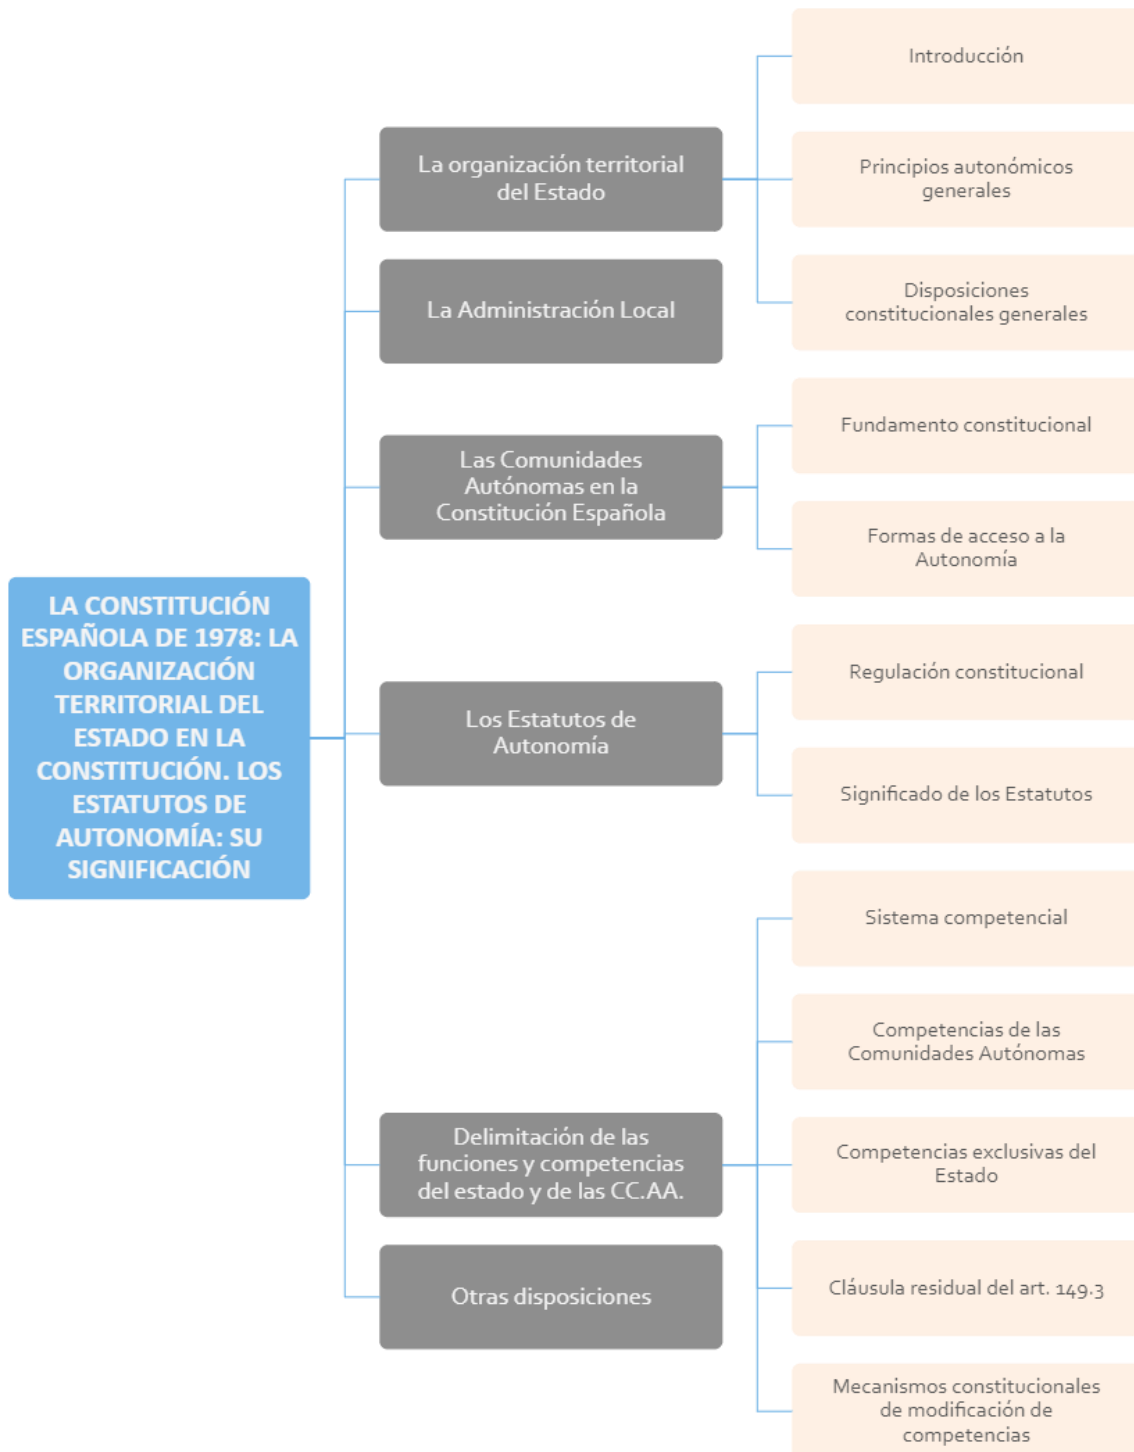 LA CONSTITUCIÓN
ESPAÑOLA DE 1978: LA
ORGANIZACIÓN
TERRITORIAL DEL
ESTADO EN LA
CONSTITUCIÓN. LOS
ESTATUTOS DE
AUTONOMÍA: SU
SIGNIFICACIÓN
La organización territorial
del Estado
Introducción
Principios autonómicos
generales
Disposiciones
constitucionales generales
La Administración Local
Las Comunidades
Autónomas en la
Constitución Española
Fundamento constitucional
Formas de acceso a la
Autonomía
Los Estatutos de
Autonomía
Regulación constitucional
Significado de los Estatutos
Delimitación de las
funciones y competencias
del estado y de las CC.AA.
Sistema competencial
Competencias de las
Comunidades Autónomas
Competencias exclusivas del
Estado
Cláusula residual del art. 149.3
Mecanismos constitucionales
de modificación de
competencias
Otras disposiciones